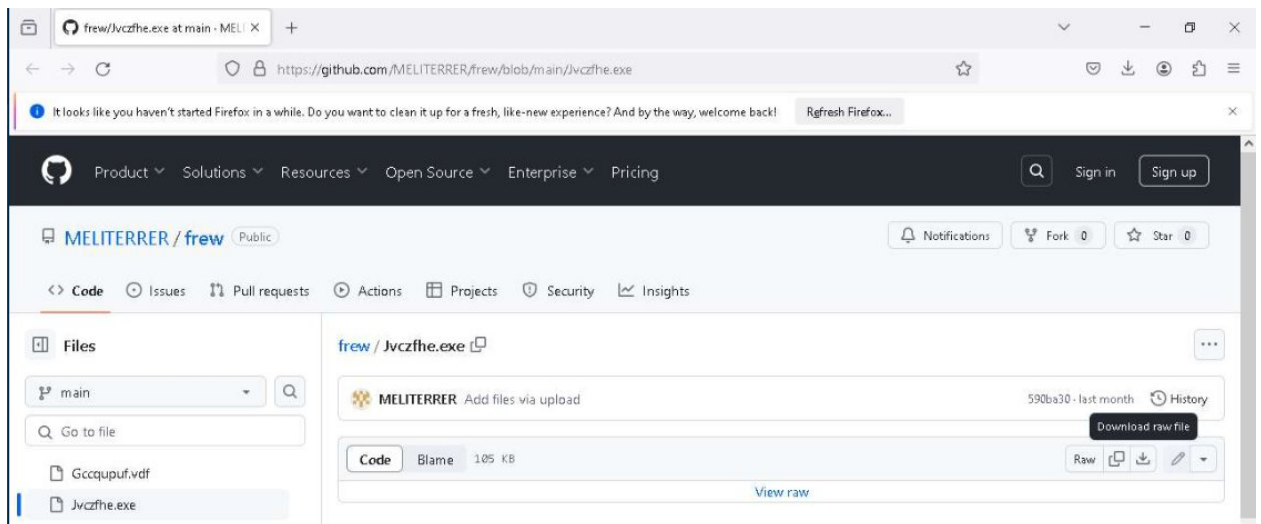 frew/Jvczfhe.exe at main · MELI
https://github.com/MELITERRER/frew/blob/main/Jvczfhe.exe
It looks like you haven't started Firefox in a while. Do you want to clean it up for a fresh, like-new experience? And by the way, welcome back! Refresh Firefox...
Product Solutions Resources Open Source Enterprise Pricing Sign in Sign up
MELITERRER / frew Public Notifications Fork 0 Star 0
Code Issues Pull requests Actions Projects Security Insights
Files
main
Go to file
Gccqupuf.vdf
Jvczfhe.exe
frew / Jvczfhe.exe
MELITERRER Add files via upload 590ba30 · last month History
Download raw file
Code Blame 105 KB Raw
View raw